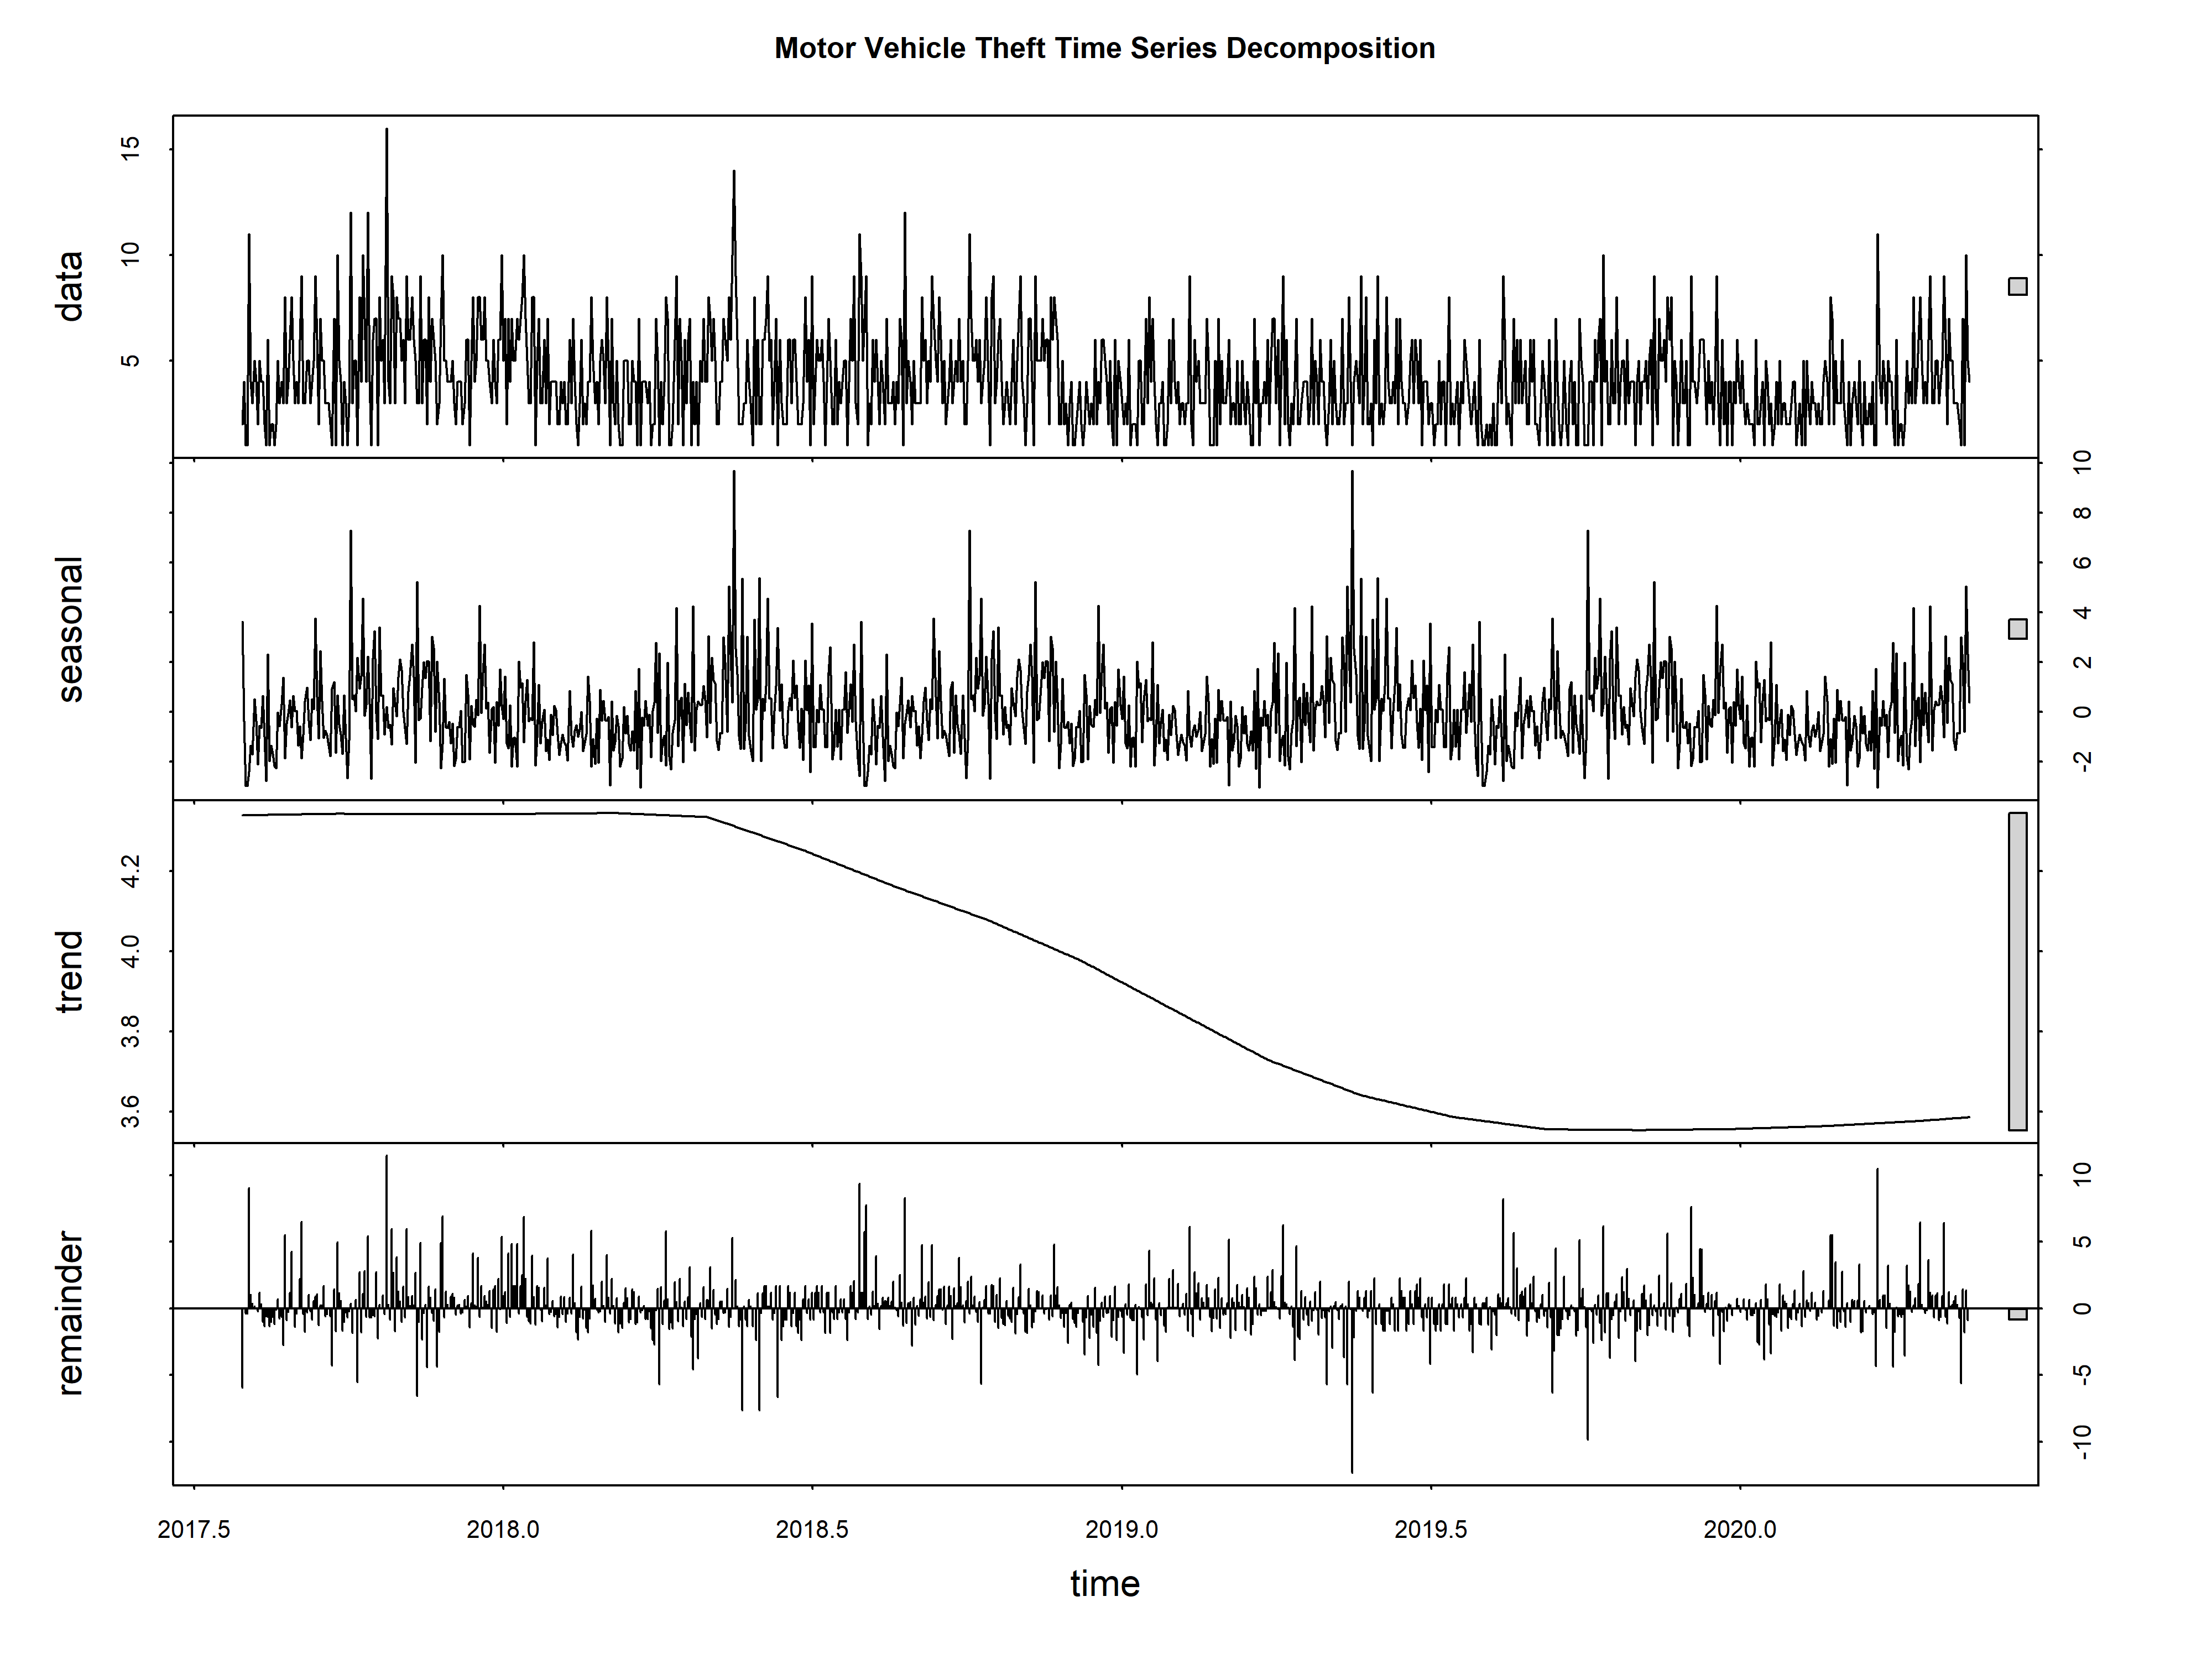 Motor Vehicle Theft Time Series Decomposition
data
5
10
15
seasonal
-2
0
2
4
6
8
10
trend
3.6
3.8
4.0
4.2
remainder
-10
-5
0
5
10
2017.5 2018.0 2018.5 2019.0 2019.5 2020.0
time